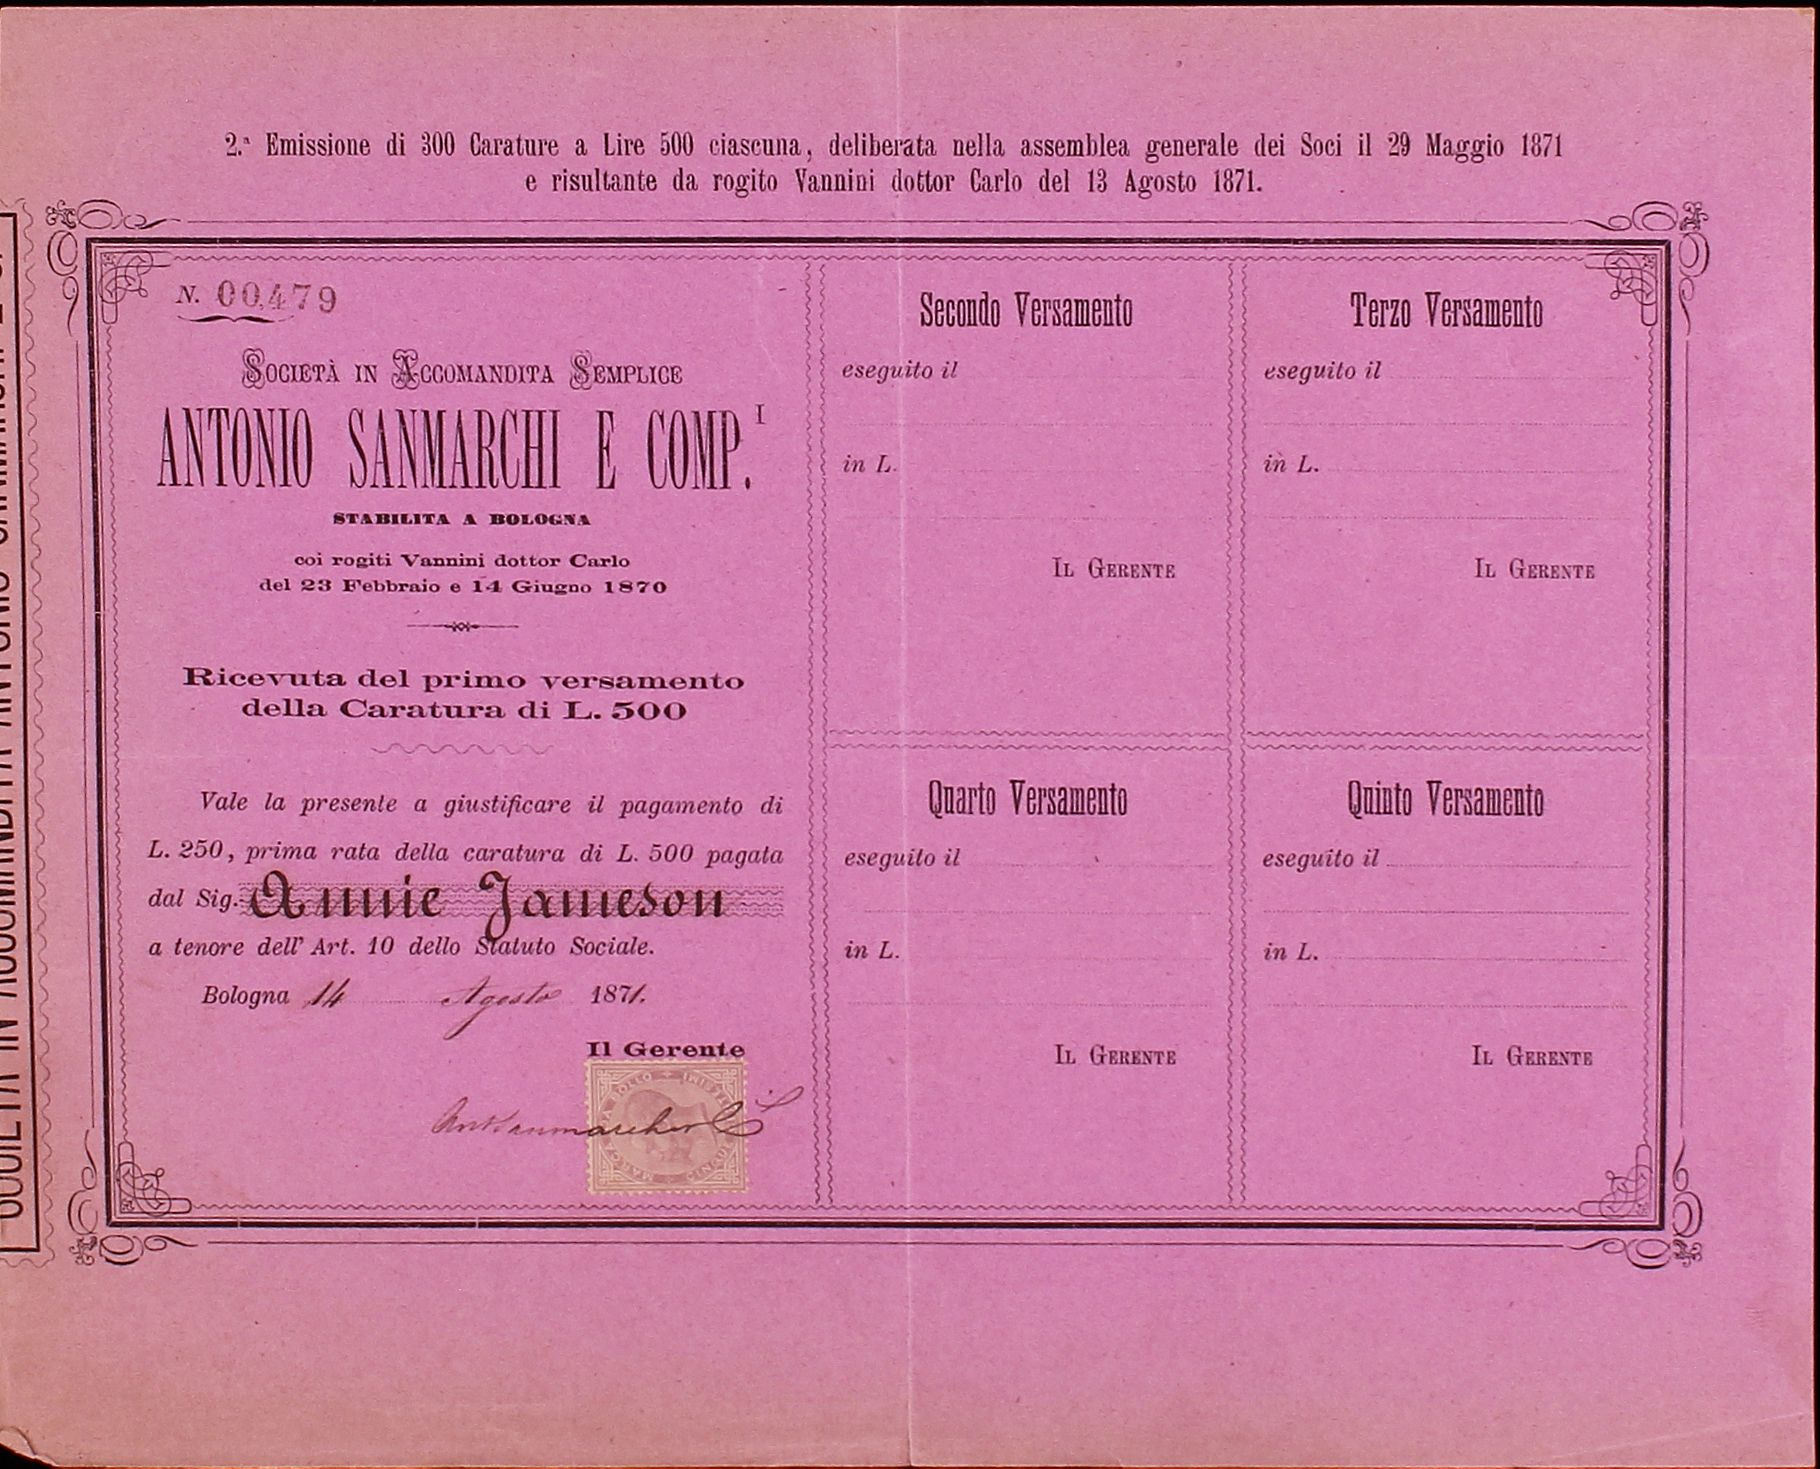 2.ª Emissione di 300 Carature a Lire 500 ciascuna, deliberata nella assemblea generale dei Soci il 29 Maggio 1871
e risultante da rogito Vannini dottor Carlo del 13 Agosto 1871.
N. 00479
Società in Accomandita Semplice
ANTONIO SANMARCHI E COMP.I
STABILITA A BOLOGNA
coi rogiti Vannini dottor Carlo
del 23 Febbraio e 14 Giugno 1870
Ricevuta del primo versamento
della Caratura di L. 500
Vale la presente a giustificare il pagamento di
L. 250, prima rata della caratura di L. 500 pagata
dal Sig. Annie Jameson
a tenore dell' Art. 10 dello Statuto Sociale.
Bologna 14 Agosto 1871.
Il Gerente
Secondo Versamento
eseguito il
in L.
Il Gerente
Terzo Versamento
eseguito il
in L.
Il Gerente
Quarto Versamento
eseguito il
in L.
Il Gerente
Quinto Versamento
eseguito il
in L.
Il Gerente